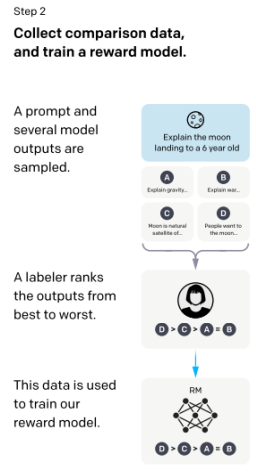 Step 2
Collect comparison data,
and train a reward model.
A prompt and
several model
outputs are
sampled.
Explain the moon
landing to a 6 year old
A
Explain gravity...
B
Explain war...
C
Moon is natural
satellite of...
D
People went to
the moon...
A labeler ranks
the outputs from
best to worst.
D > C > A = B
This data is used
to train our
reward model.
RM
D > C > A = B